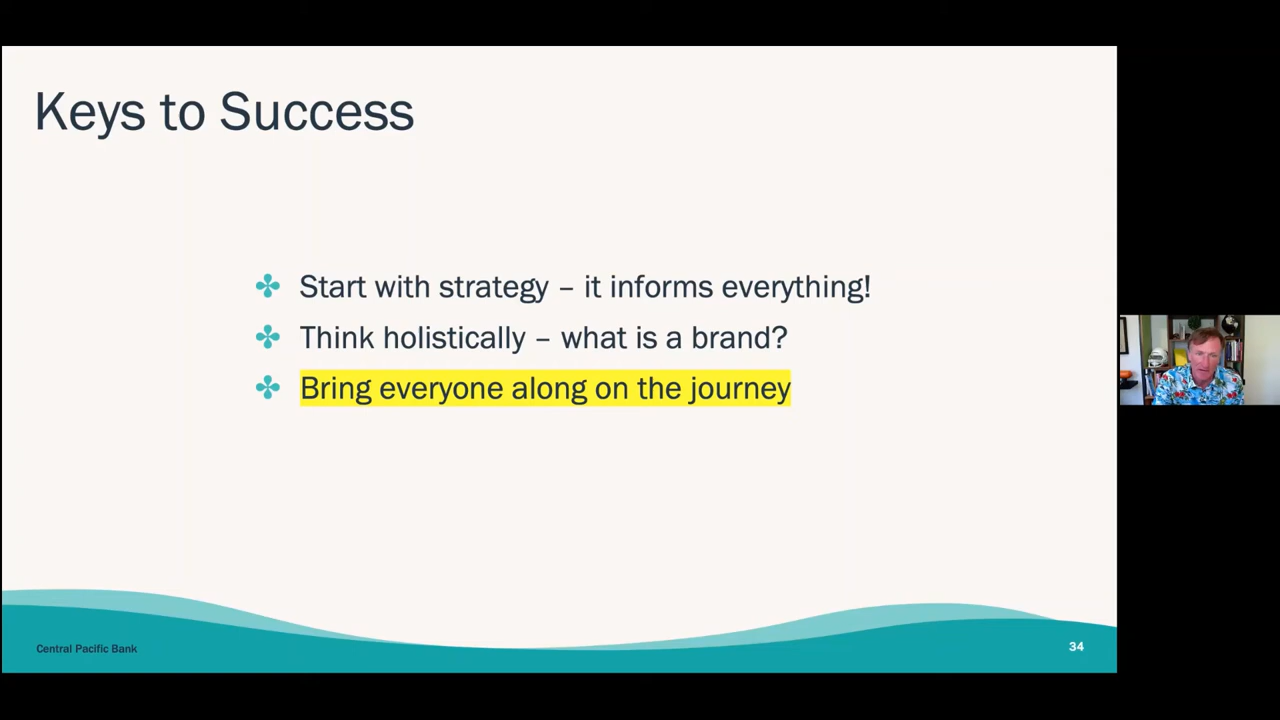 Keys to Success
Start with strategy – it informs everything!
Think holistically – what is a brand?
Bring everyone along on the journey
Central Pacific Bank
34